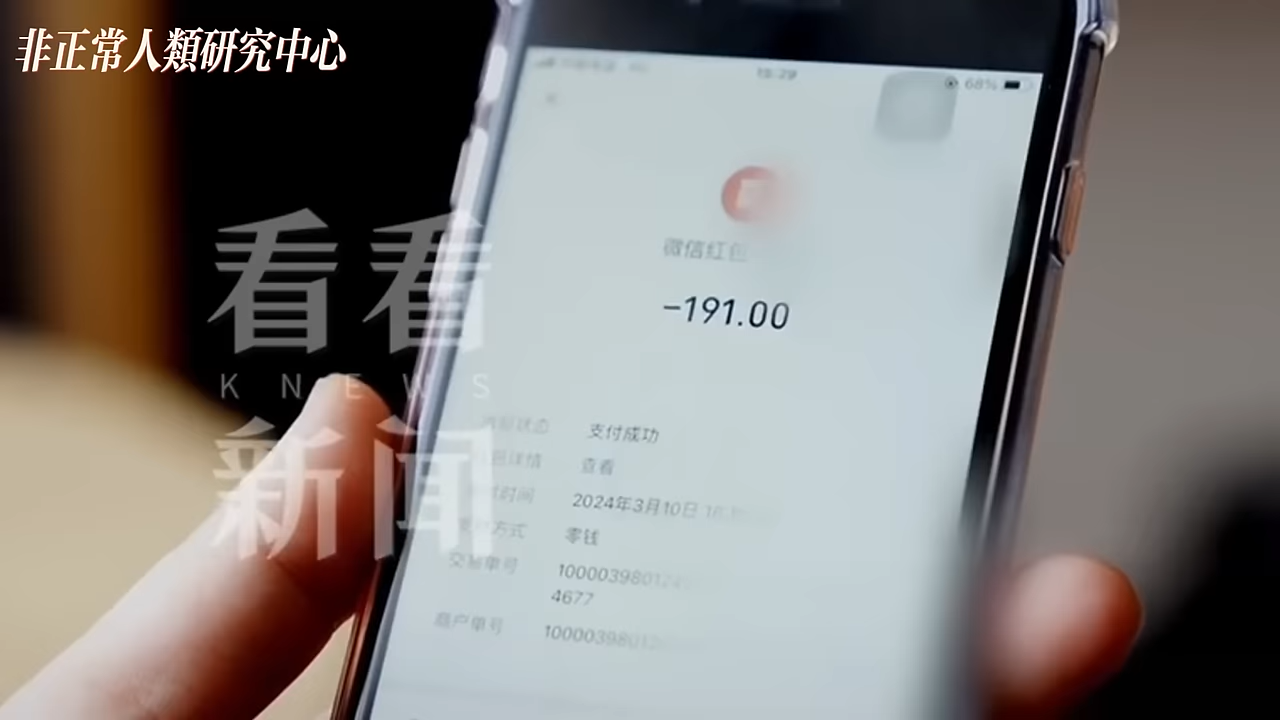 非正常人類研究中心
68%
微信红包
-191.00
看看
KNEWS
新闻
支付成功
查看
2024年3月10日
零钱
交易单号
4677
商户单号